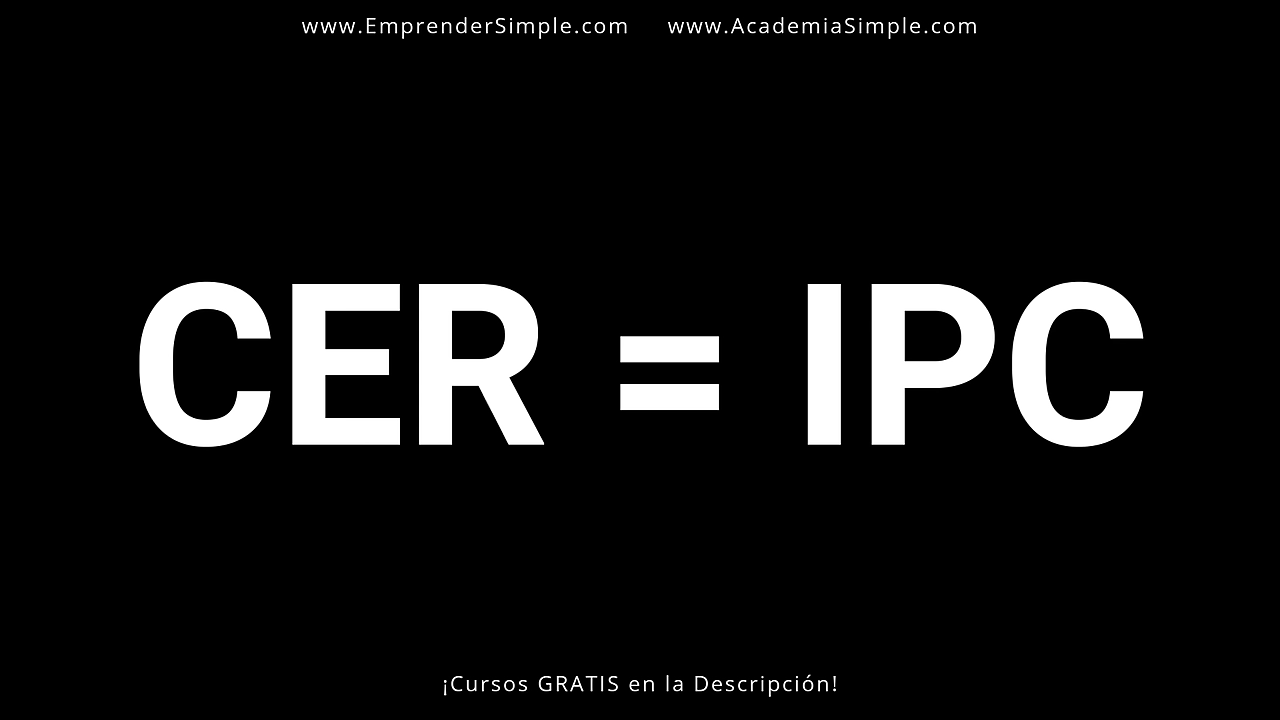 www.EmprenderSimple.com www.AcademiaSimple.com
CER = IPC
¡Cursos GRATIS en la Descripción!